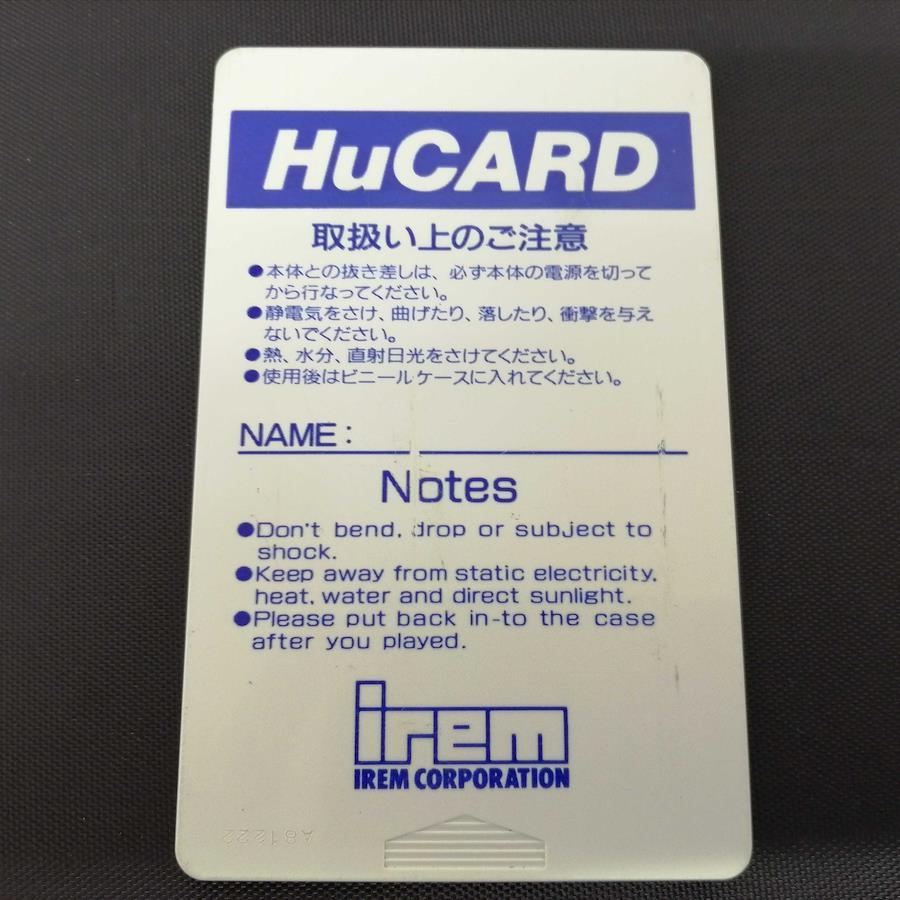 HuCARD
取扱い上のご注意
●本体との抜き差しは、必ず本体の電源を切って
から行なってください。
●静電気をさけ、曲げたり、落したり、衝撃を与え
ないでください。
●熱、水分、直射日光をさけてください。
●使用後はビニールケースに入れてください。
NAME:
Notes
●Don't bend, drop or subject to
shock.
●Keep away from static electricity,
heat, water and direct sunlight.
●Please put back in-to the case
after you played.
irem
IREM CORPORATION
A81222